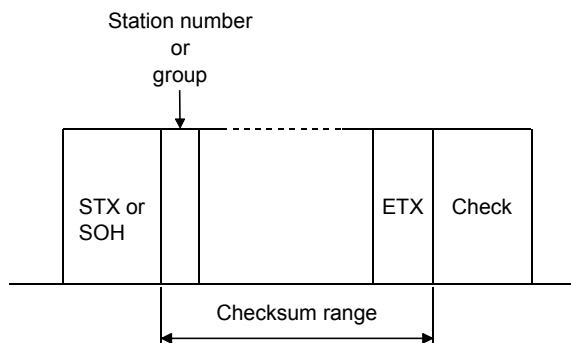 Station number
or
group
STX or
SOH
ETX
Check
Checksum range